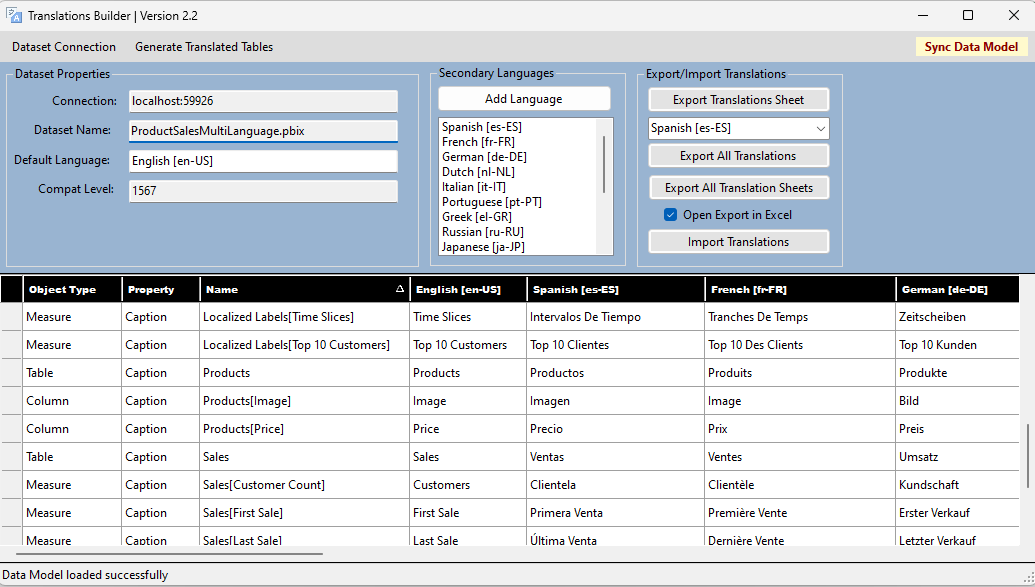 Translations Builder | Version 2.2
Dataset Connection Generate Translated Tables Sync Data Model
Dataset Properties
Connection: localhost:59926
Dataset Name: ProductSalesMultiLanguage.pbix
Default Language: English [en-US]
Compat Level: 1567
Secondary Languages
Add Language
Spanish [es-ES]
French [fr-FR]
German [de-DE]
Dutch [nl-NL]
Italian [it-IT]
Portuguese [pt-PT]
Greek [el-GR]
Russian [ru-RU]
Japanese [ja-JP]
Export/Import Translations
Export Translations Sheet
Spanish [es-ES]
Export All Translations
Export All Translation Sheets
Open Export in Excel
Import Translations
Object Type Property Name English [en-US] Spanish [es-ES] French [fr-FR] German [de-DE]
Measure Caption Localized Labels[Time Slices] Time Slices Intervalos De Tiempo Tranches De Temps Zeitscheiben
Measure Caption Localized Labels[Top 10 Customers] Top 10 Customers Top 10 Clientes Top 10 Des Clients Top 10 Kunden
Table Caption Products Products Productos Produits Produkte
Column Caption Products[Image] Image Imagen Image Bild
Column Caption Products[Price] Price Precio Prix Preis
Table Caption Sales Sales Ventas Ventes Umsatz
Measure Caption Sales[Customer Count] Customers Clientela Clientèle Kundschaft
Measure Caption Sales[First Sale] First Sale Primera Venta Première Vente Erster Verkauf
Measure Caption Sales[Last Sale] Last Sale Última Venta Dernière Vente Letzter Verkauf
Data Model loaded successfully